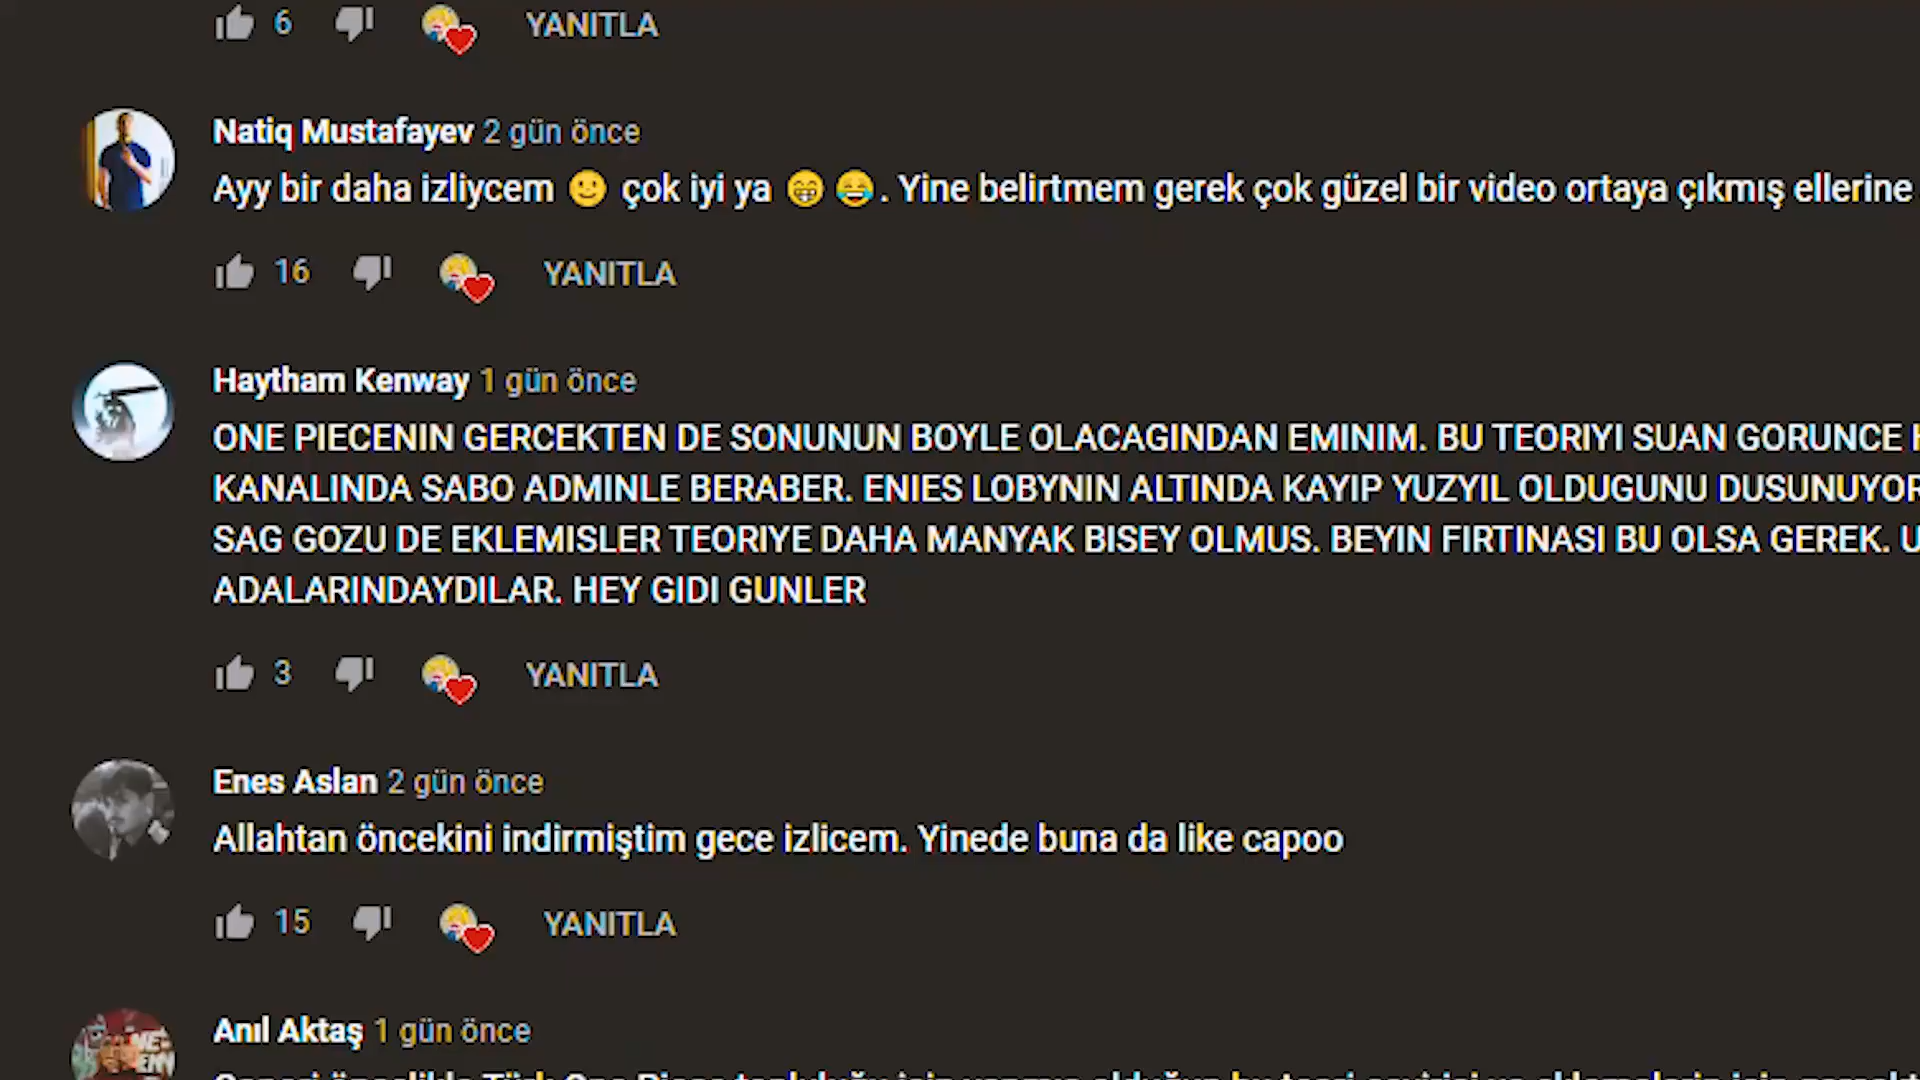 6 YANITLA
Natiq Mustafayev 2 gün önce
Ayy bir daha izliycem 🙂 çok iyi ya 😁 😂. Yine belirtmem gerek çok güzel bir video ortaya çıkmış ellerine
16 YANITLA
Haytham Kenway 1 gün önce
ONE PIECENIN GERCEKTEN DE SONUNUN BOYLE OLACAGINDAN EMINIM. BU TEORIYI SUAN GORUNCE
KANALINDA SABO ADMINLE BERABER. ENIES LOBYNIN ALTINDA KAYIP YUZYIL OLDUGUNU DUSUNUYOR
SAG GOZU DE EKLEMISLER TEORIYE DAHA MANYAK BISEY OLMUS. BEYIN FIRTINASI BU OLSA GEREK.
ADALARINDAYDILAR. HEY GIDI GUNLER
3 YANITLA
Enes Aslan 2 gün önce
Allahtan öncekini indirmiştim gece izlicem. Yinede buna da like capoo
15 YANITLA
Anıl Aktaş 1 gün önce